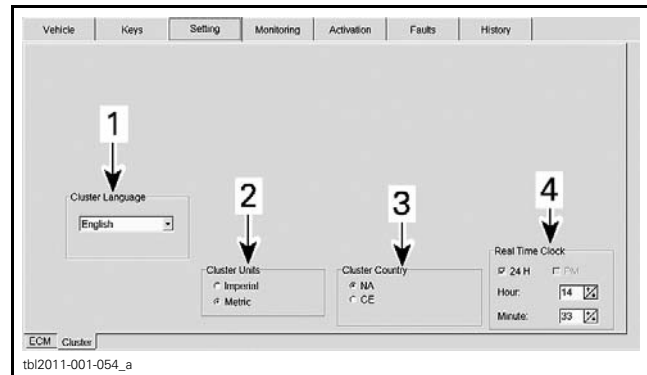 Vehicle Keys Setting Monitoring Activation Faults History
1
2
3
4
Cluster Language
English
Cluster Units
Imperial
Metric
Cluster Country
NA
CE
Real Time Clock
24 H PM
Hour: 14
Minute: 33
ECM Cluster
tbl2011-001-054_a